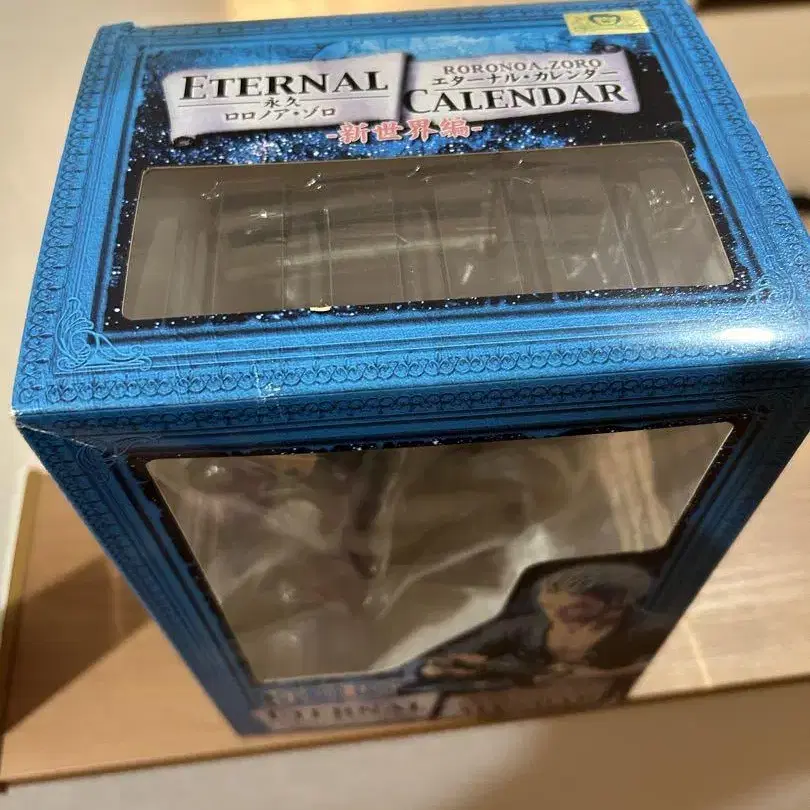 ETERNAL
永久
ロロノア・ゾロ
RORONOA.ZORO
エターナル・カレンダー
CALENDAR
-新世界編-
ETERNAL